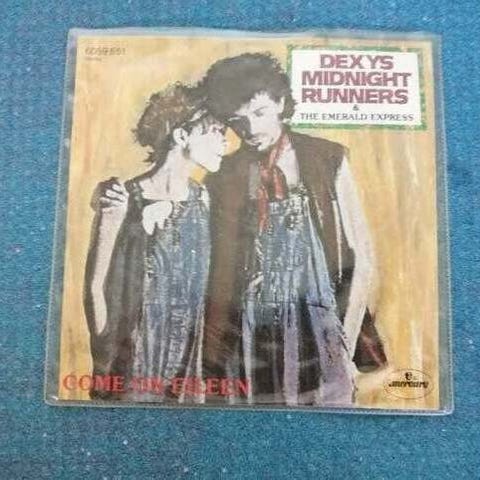 DEXYS
MIDNIGHT
RUNNERS
&
THE EMERALD EXPRESS
COME ON EILEEN
mercury